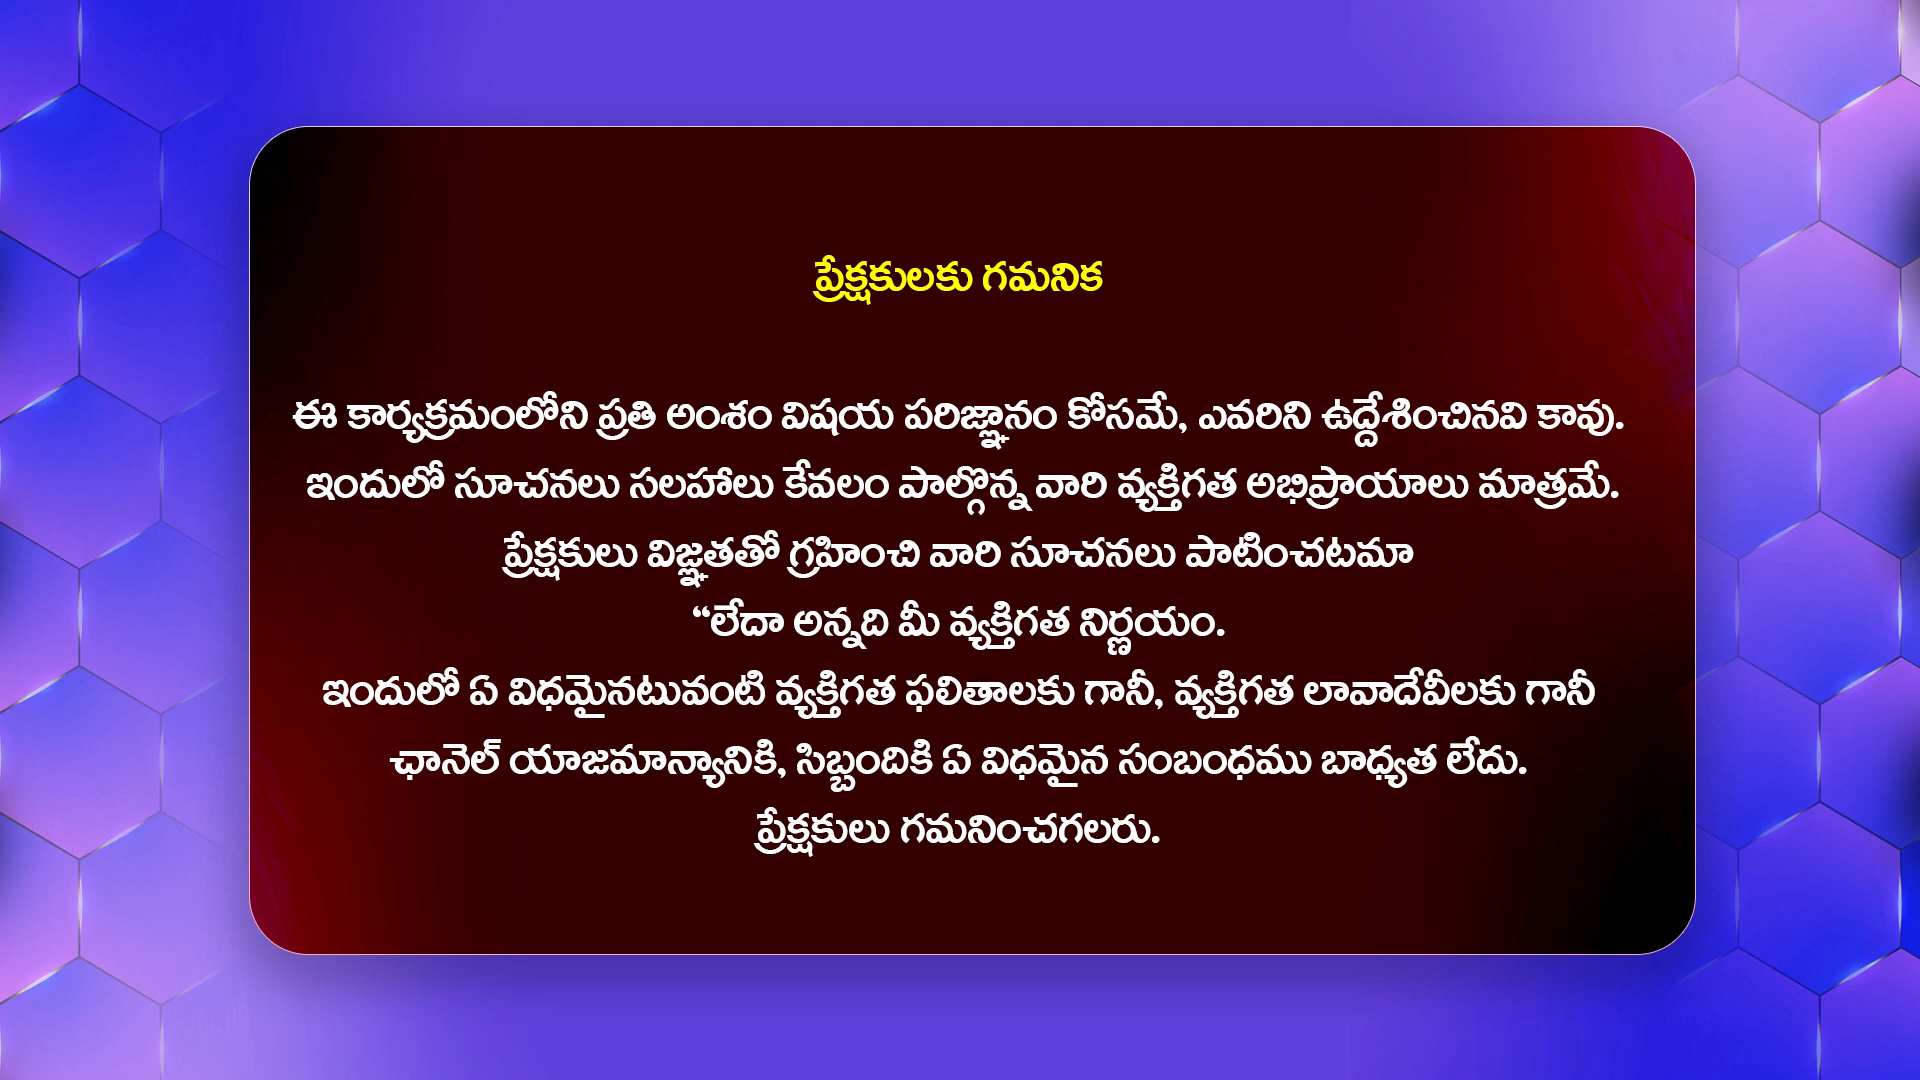 ప్రేక్షకులకు గమనిక
ఈ కార్యక్రమంలోని ప్రతి అంశం విషయ పరిజ్ఞానం కోసమే, ఎవరిని ఉద్దేశించినవి కావు.
ఇందులో సూచనలు సలహాలు కేవలం పాల్గొన్న వారి వ్యక్తిగత అభిప్రాయాలు మాత్రమే.
ప్రేక్షకులు విజ్ఞతతో గ్రహించి వారి సూచనలు పాటించటమా
“లేదా అన్నది మీ వ్యక్తిగత నిర్ణయం.
ఇందులో ఏ విధమైనటువంటి వ్యక్తిగత ఫలితాలకు గానీ, వ్యక్తిగత లావాదేవీలకు గానీ
ఛానెల్ యాజమాన్యానికి, సిబ్బందికి ఏ విధమైన సంబంధము బాధ్యత లేదు.
ప్రేక్షకులు గమనించగలరు.